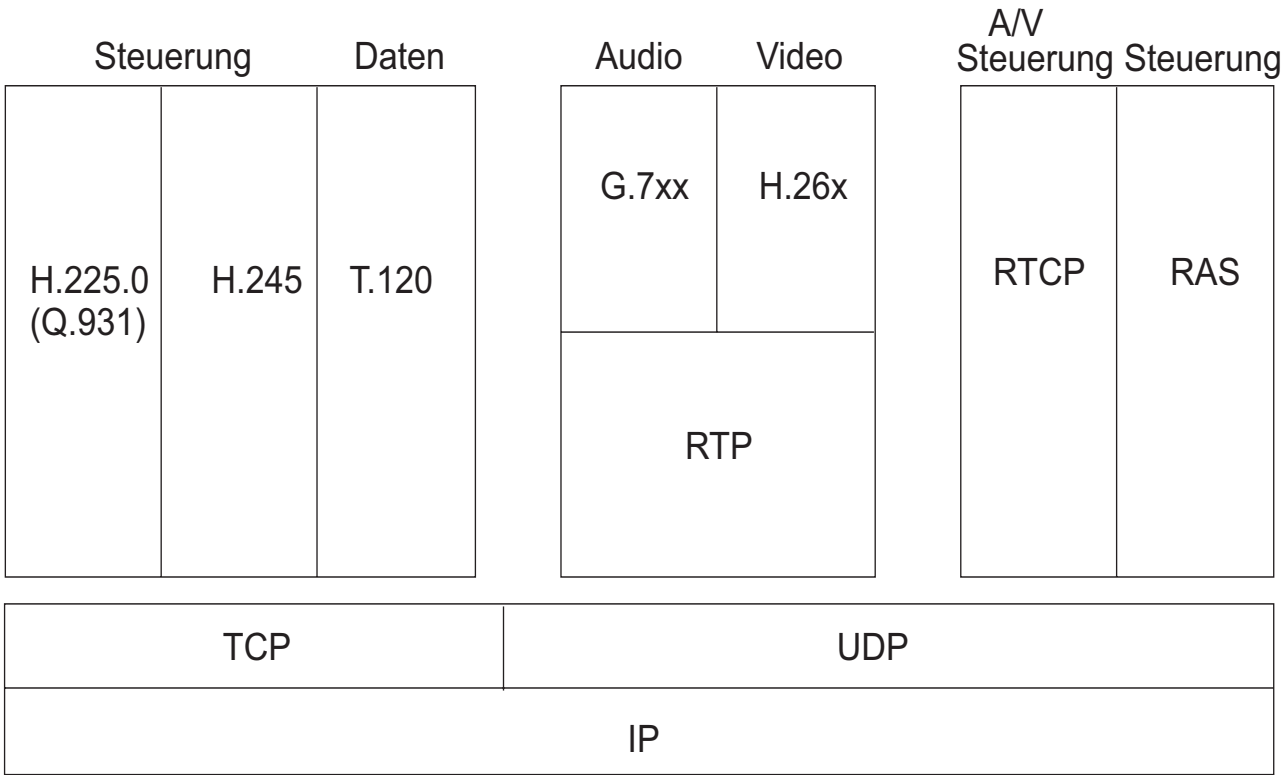 Steuerung
Daten
Audio
Video
A/V
Steuerung
Steuerung
H.225.0
(Q.931)
H.245
T.120
G.7xx
H.26x
RTP
RTCP
RAS
TCP
UDP
IP